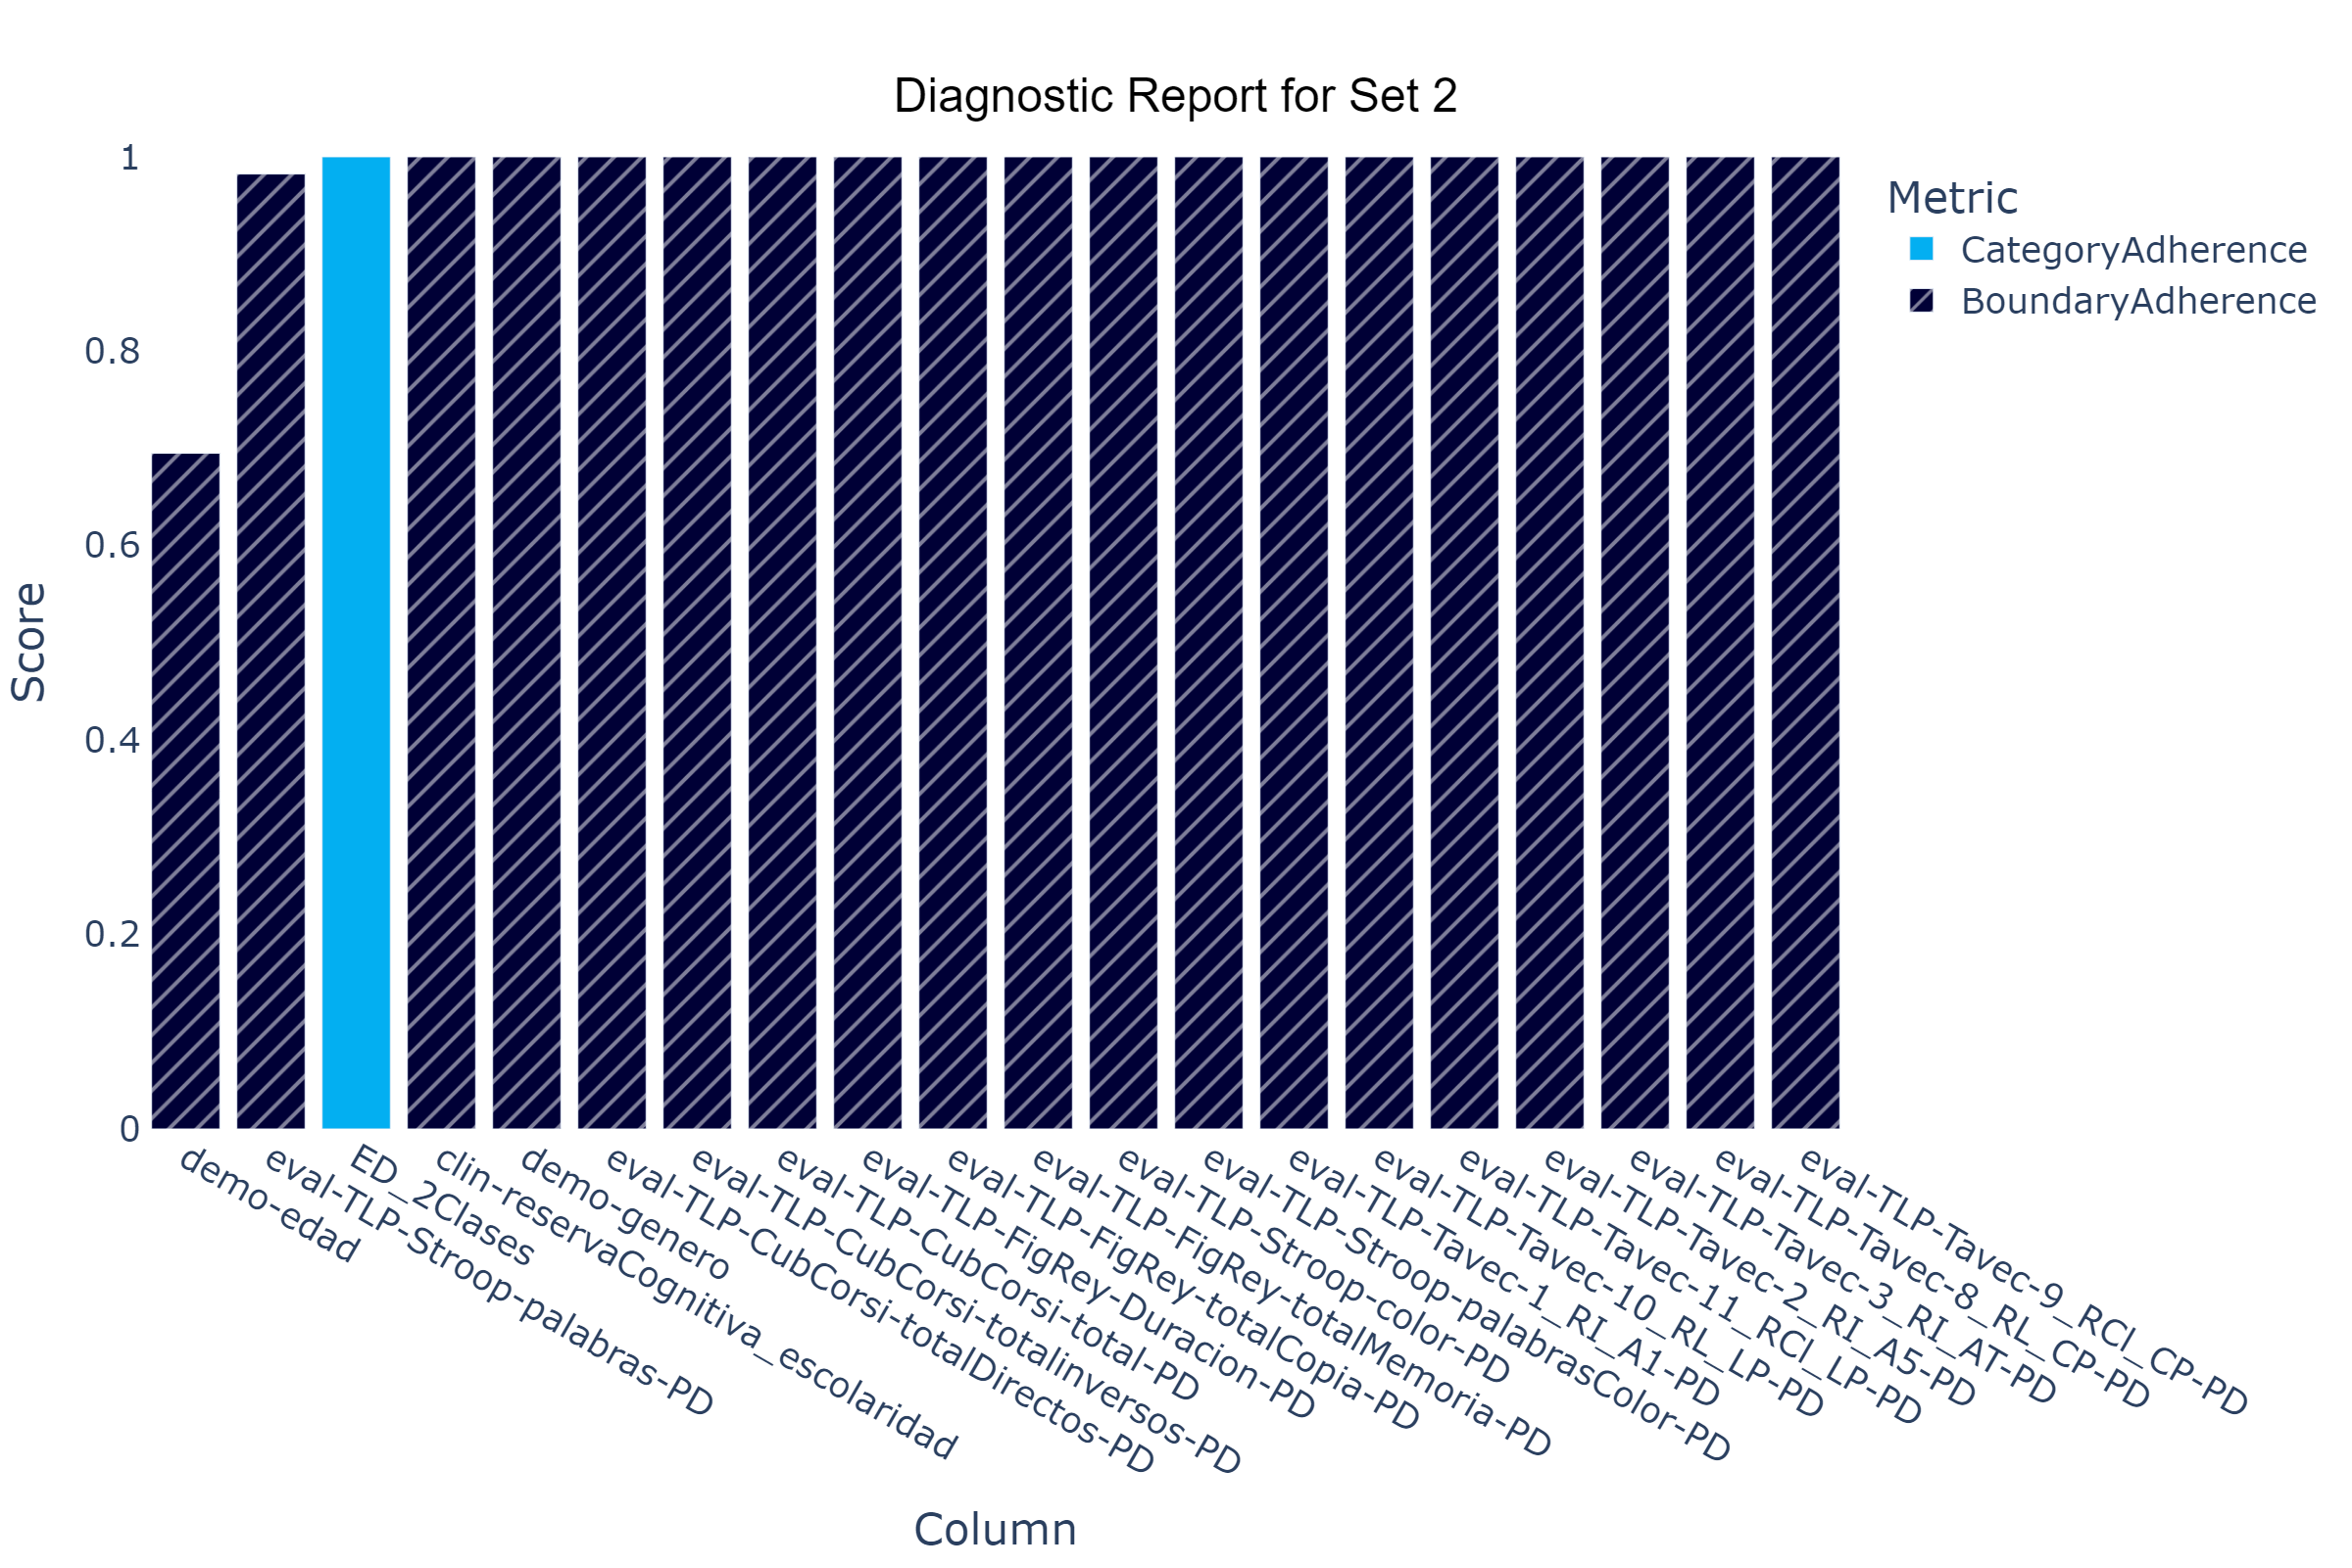 Diagnostic Report for Set 2
1
0.8
0.6
0.4
0.2
0
Score
Metric
CategoryAdherence
BoundaryAdherence
demo-edad
eval-TLP-Stroop-palabras-PD
ED_2Clases
clin-reservaCognitiva_escolaridad
demo-genero
eval-TLP-CubCorsi-totalDirectos-PD
eval-TLP-CubCorsi-totalinversos-PD
eval-TLP-CubCorsi-total-PD
eval-TLP-FigRey-Duracion-PD
eval-TLP-FigRey-totalCopia-PD
eval-TLP-FigRey-totalMemoria-PD
eval-TLP-Stroop-color-PD
eval-TLP-Stroop-palabrasColor-PD
eval-TLP-Tavec-1_RI_A1-PD
eval-TLP-Tavec-10_RL_LP-PD
eval-TLP-Tavec-11_RCl_LP-PD
eval-TLP-Tavec-2_RI_A5-PD
eval-TLP-Tavec-3_RI_AT-PD
eval-TLP-Tavec-8_RL_CP-PD
eval-TLP-Tavec-9_RCl_CP-PD
Column